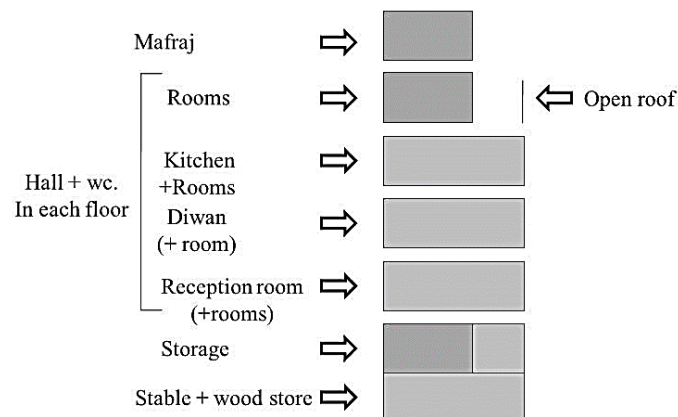 Mafraj
Rooms
Open roof
Kitchen
+Rooms
Hall + wc.
In each floor
Diwan
(+ room)
Reception room
(+rooms)
Storage
Stable + wood store